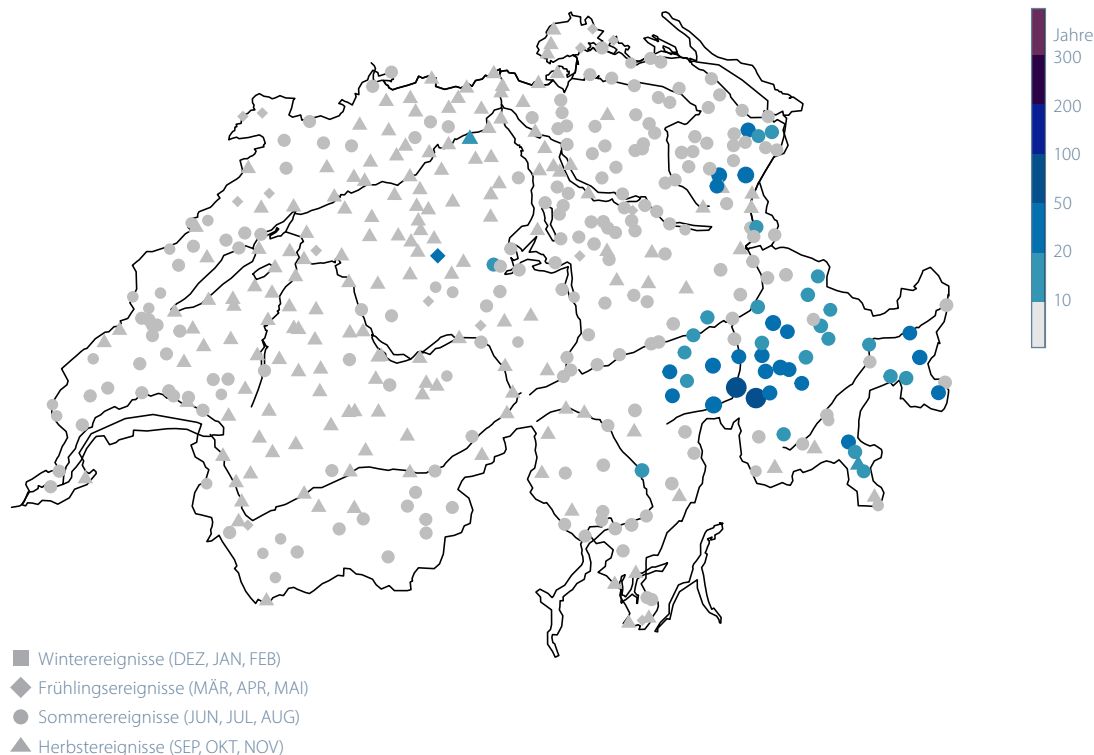 Jahre
300
200
100
50
20
10
Winterereignisse (DEZ, JAN, FEB)
Frühlingsereignisse (MÄR, APR, MAI)
Sommerereignisse (JUN, JUL, AUG)
Herbstereignisse (SEP, OKT, NOV)